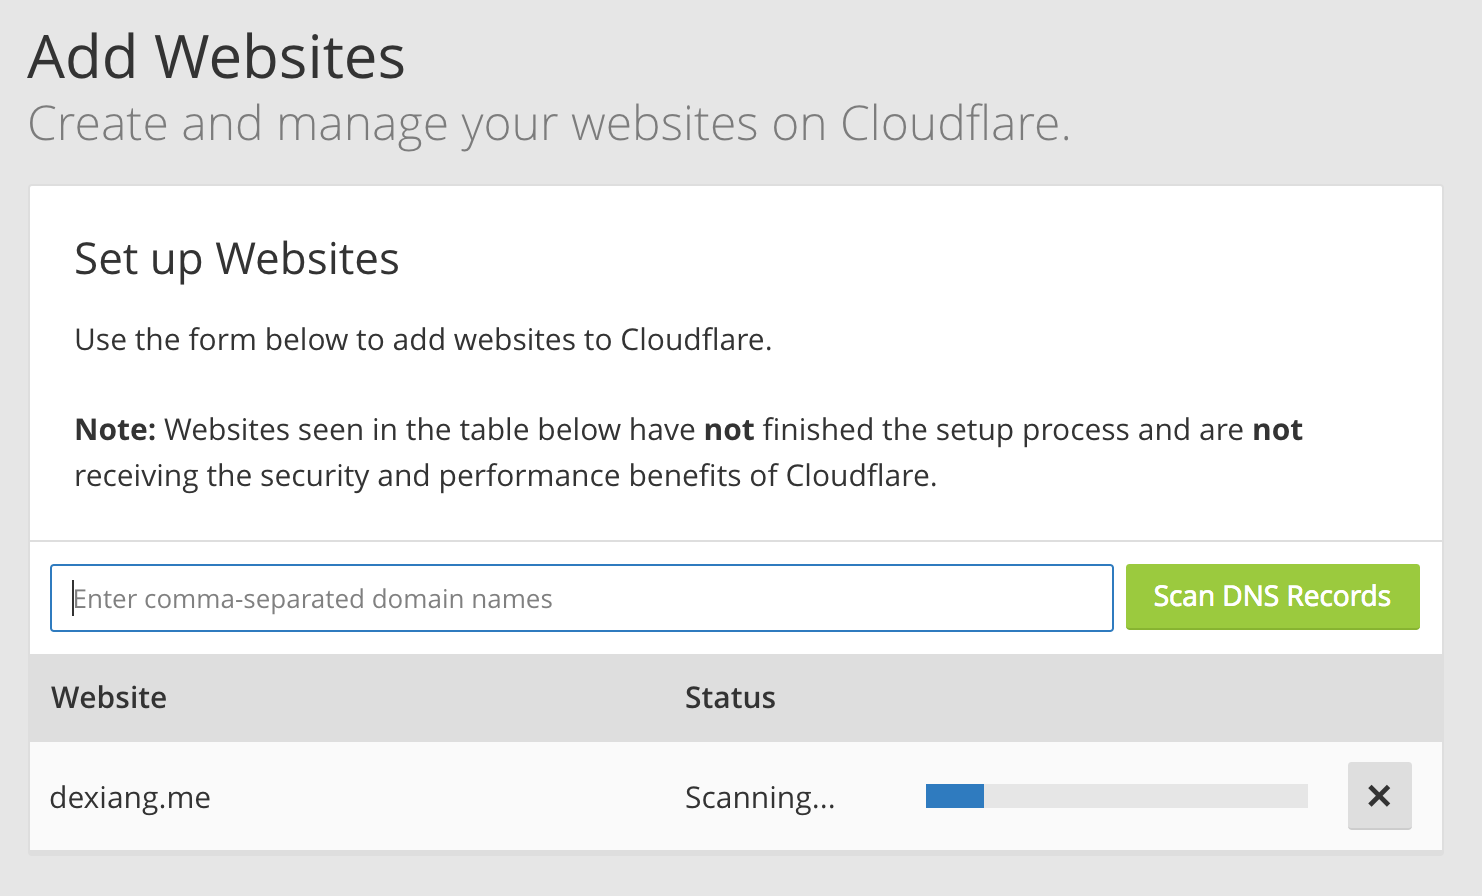 Add Websites
Create and manage your websites on Cloudflare.
Set up Websites
Use the form below to add websites to Cloudflare.
Note: Websites seen in the table below have not finished the setup process and are not
receiving the security and performance benefits of Cloudflare.
Enter comma-separated domain names
Scan DNS Records
Website Status
dexiang.me Scanning...